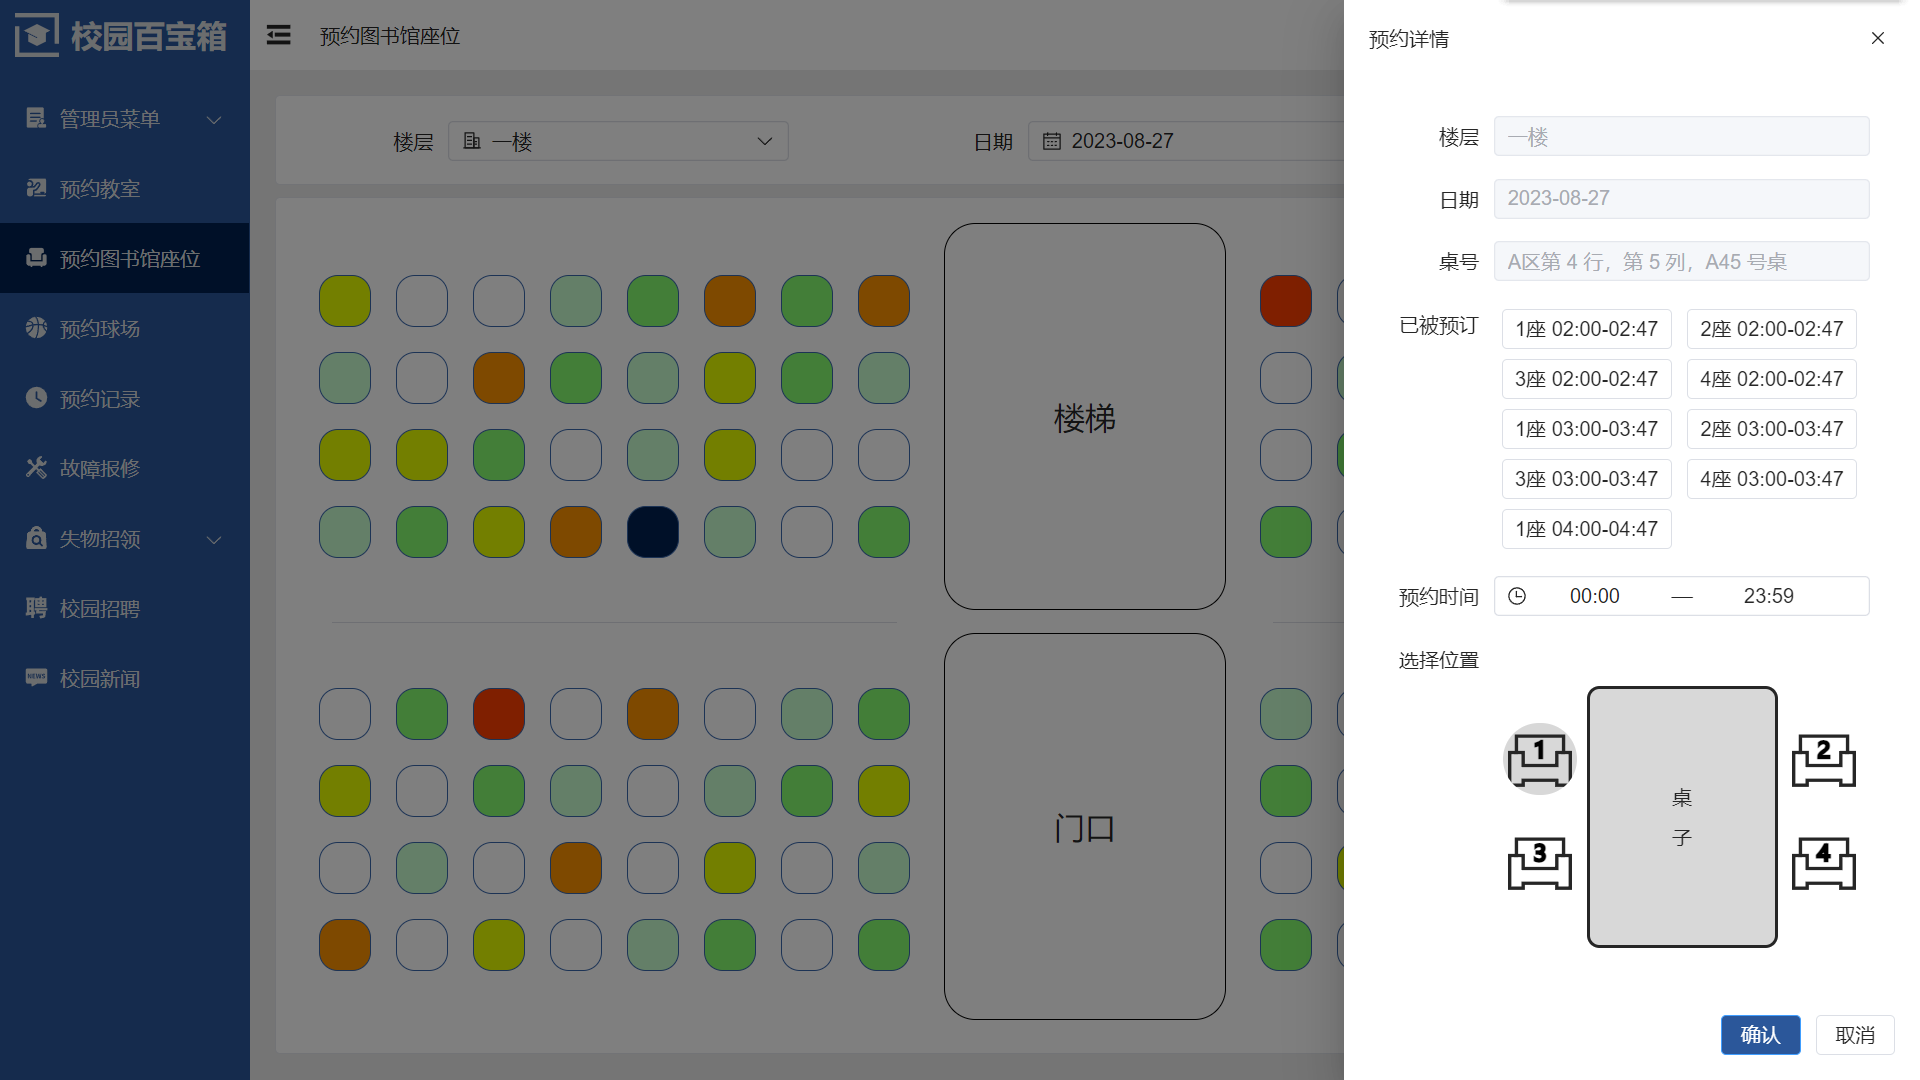 校园百宝箱
管理员菜单
预约教室
预约图书馆座位
预约球场
预约记录
故障报修
失物招领
聘 校园招聘
NEWS 校园新闻
预约图书馆座位
楼层 一楼
日期 2023-08-27
楼梯
门口
预约详情
楼层 一楼
日期 2023-08-27
桌号 A区第 4 行，第 5 列，A45 号桌
已被预订 1座 02:00-02:47 2座 02:00-02:47
3座 02:00-02:47 4座 02:00-02:47
1座 03:00-03:47 2座 03:00-03:47
3座 03:00-03:47 4座 03:00-03:47
1座 04:00-04:47
预约时间 00:00 — 23:59
选择位置
1 2
桌
子
3 4
确认 取消